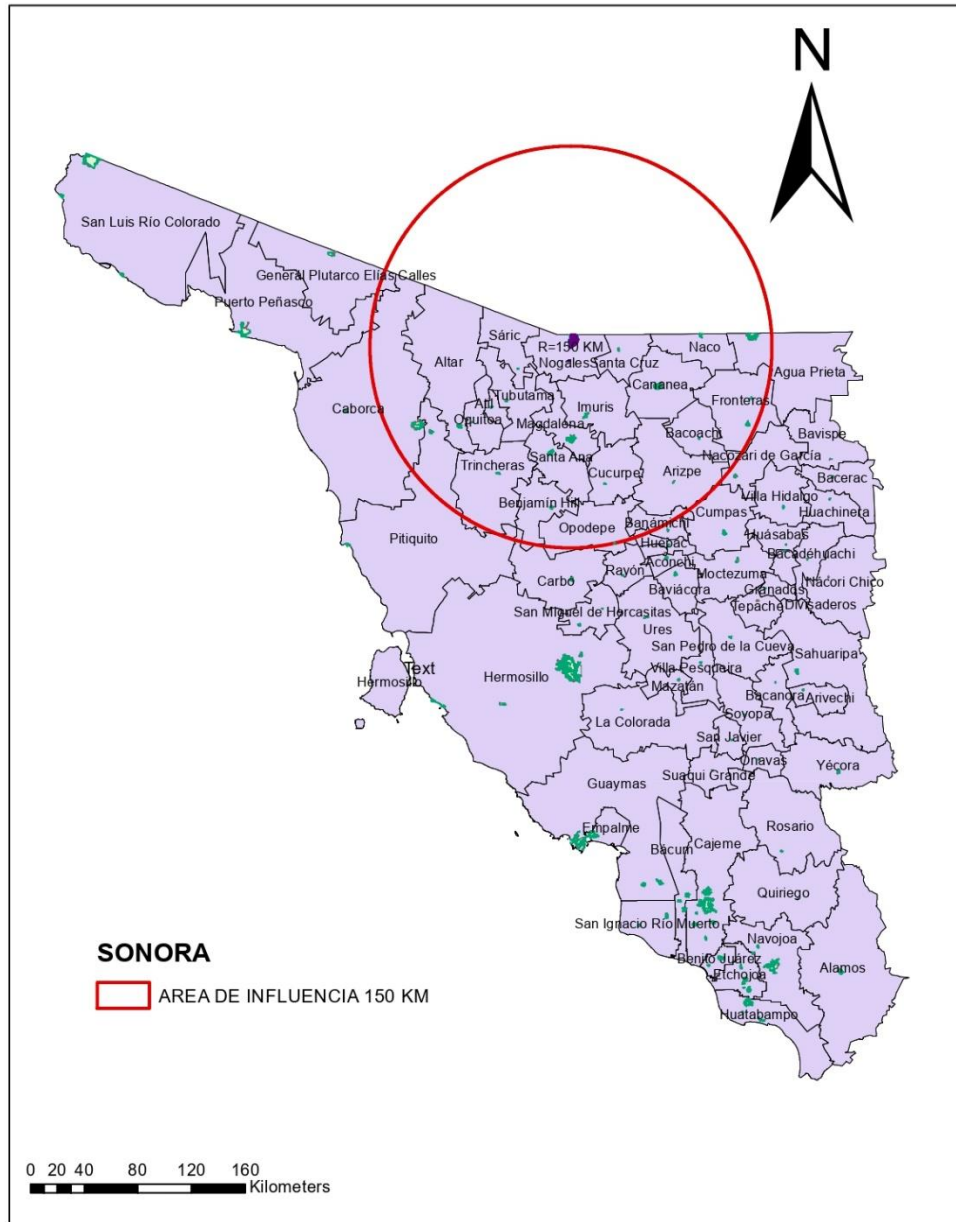 N
San Luis Río Colorado
General Plutarco Elías Calles
Puerto Peñasco
Sáric
Naco
R=150 KM
Nogales
Santa Cruz
Altar
Agua Prieta
Cananea
Tubutama
Atil
Fronteras
Caborca
Imuris
Oquitoa
Magdalena
Bacoachi
Bavispe
Santa Ana
Nacozari de García
Trincheras
Cucurpe
Arizpe
Bacerac
Villa Hidalgo
Benjamín Hill
Huachinera
Cumpas
Banámichi
Opodepe
Huásabas
Pitiquito
Huépac
Bacadéhuachi
Aconchi
Rayón
Moctezuma
Carbó
Nácori Chico
Baviácora
Granados
Tepache
Divisaderos
San Miguel de Horcasitas
Ures
San Pedro de la Cueva
Sahuaripa
Text
Villa Pesqueira
Hermosillo
Hermosillo
Mazatán
Bacanora
Arivechi
La Colorada
Soyopa
San Javier
Onavas
Yécora
Suaqui Grande
Guaymas
Empalme
Rosario
Cajeme
Bácum
Quiriego
San Ignacio Río Muerto
Navojoa
Benito Juárez
SONORA
Etchojoa
Alamos
AREA DE INFLUENCIA 150 KM
Huatabampo
0 20 40 80 120 160
Kilometers